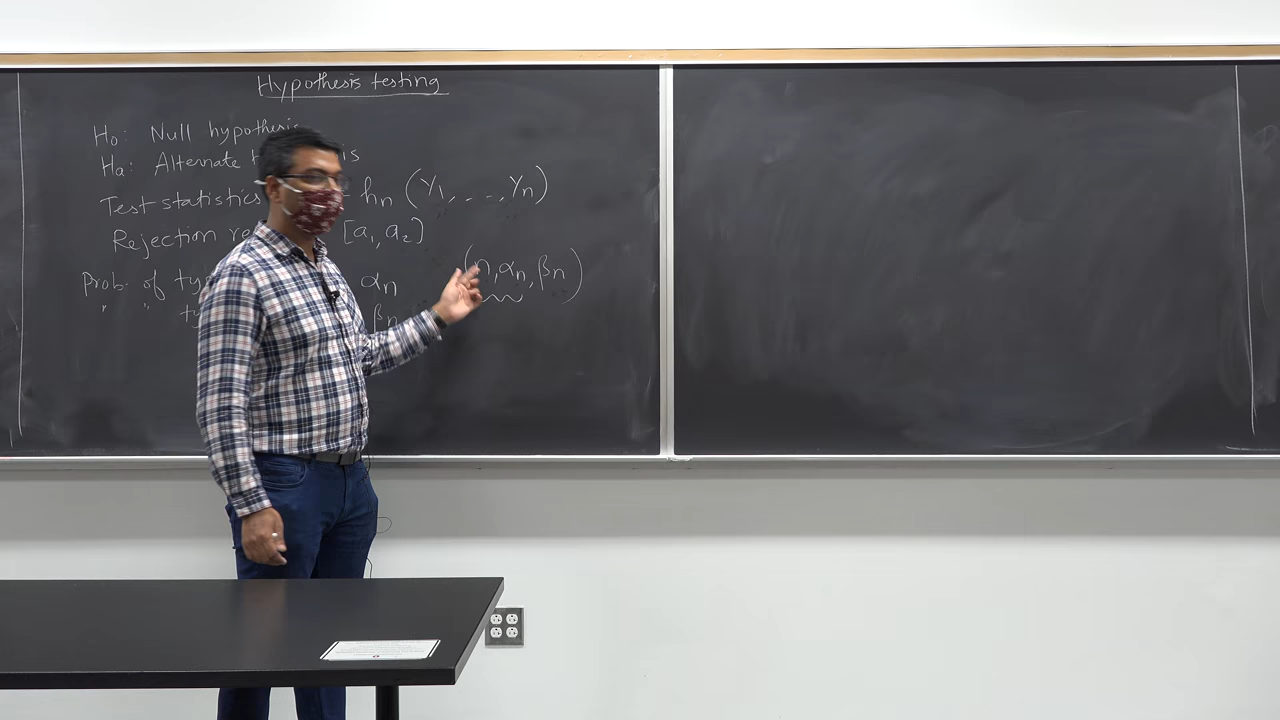 Hypothesis testing
H₀: Null hypothesis
Hₐ: Alternate
Test statistics hₙ (Y₁, ..., Yₙ)
Rejection [a₁, a₂]
Prob. of αₙ (n, αₙ, βₙ)
" " βₙ